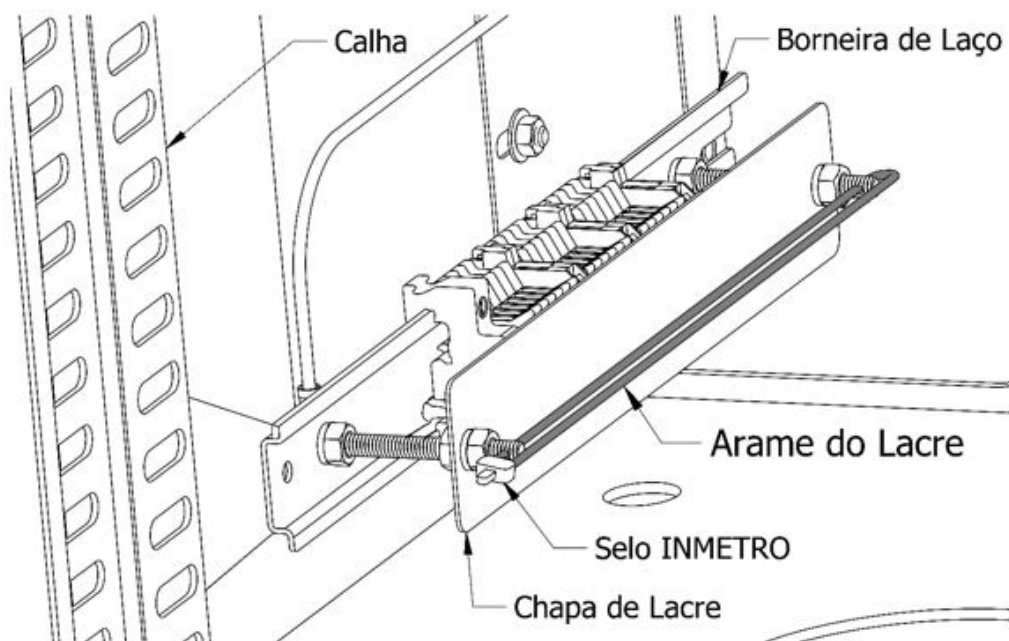 Calha
Borneira de Laço
Arame do Lacre
Selo INMETRO
Chapa de Lacre